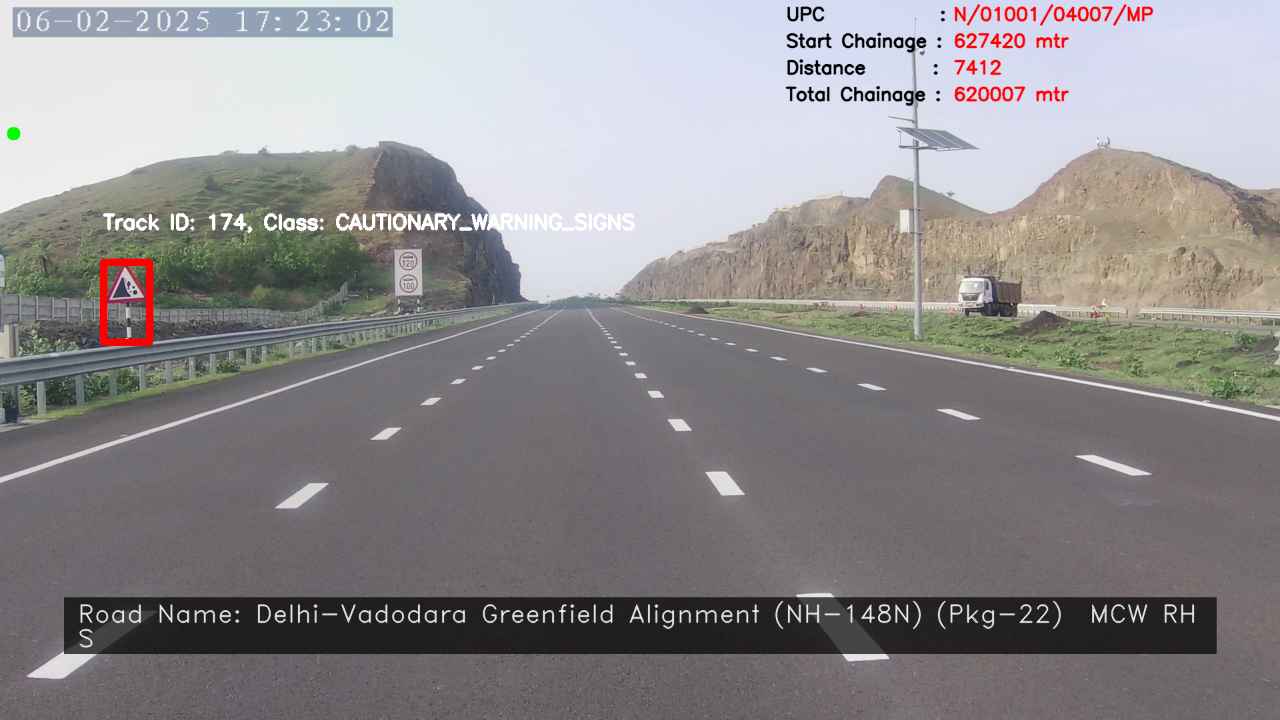 06-02-2025 17:23:02
UPC : N/01001/04007/MP
Start Chainage : 627420 mtr
Distance : 7412
Total Chainage : 620007 mtr
Track ID: 174, Class: CAUTIONARY_WARNING_SIGNS
120
100
Road Name: Delhi-Vadodara Greenfield Alignment (NH-148N) (Pkg-22) MCW RH
S